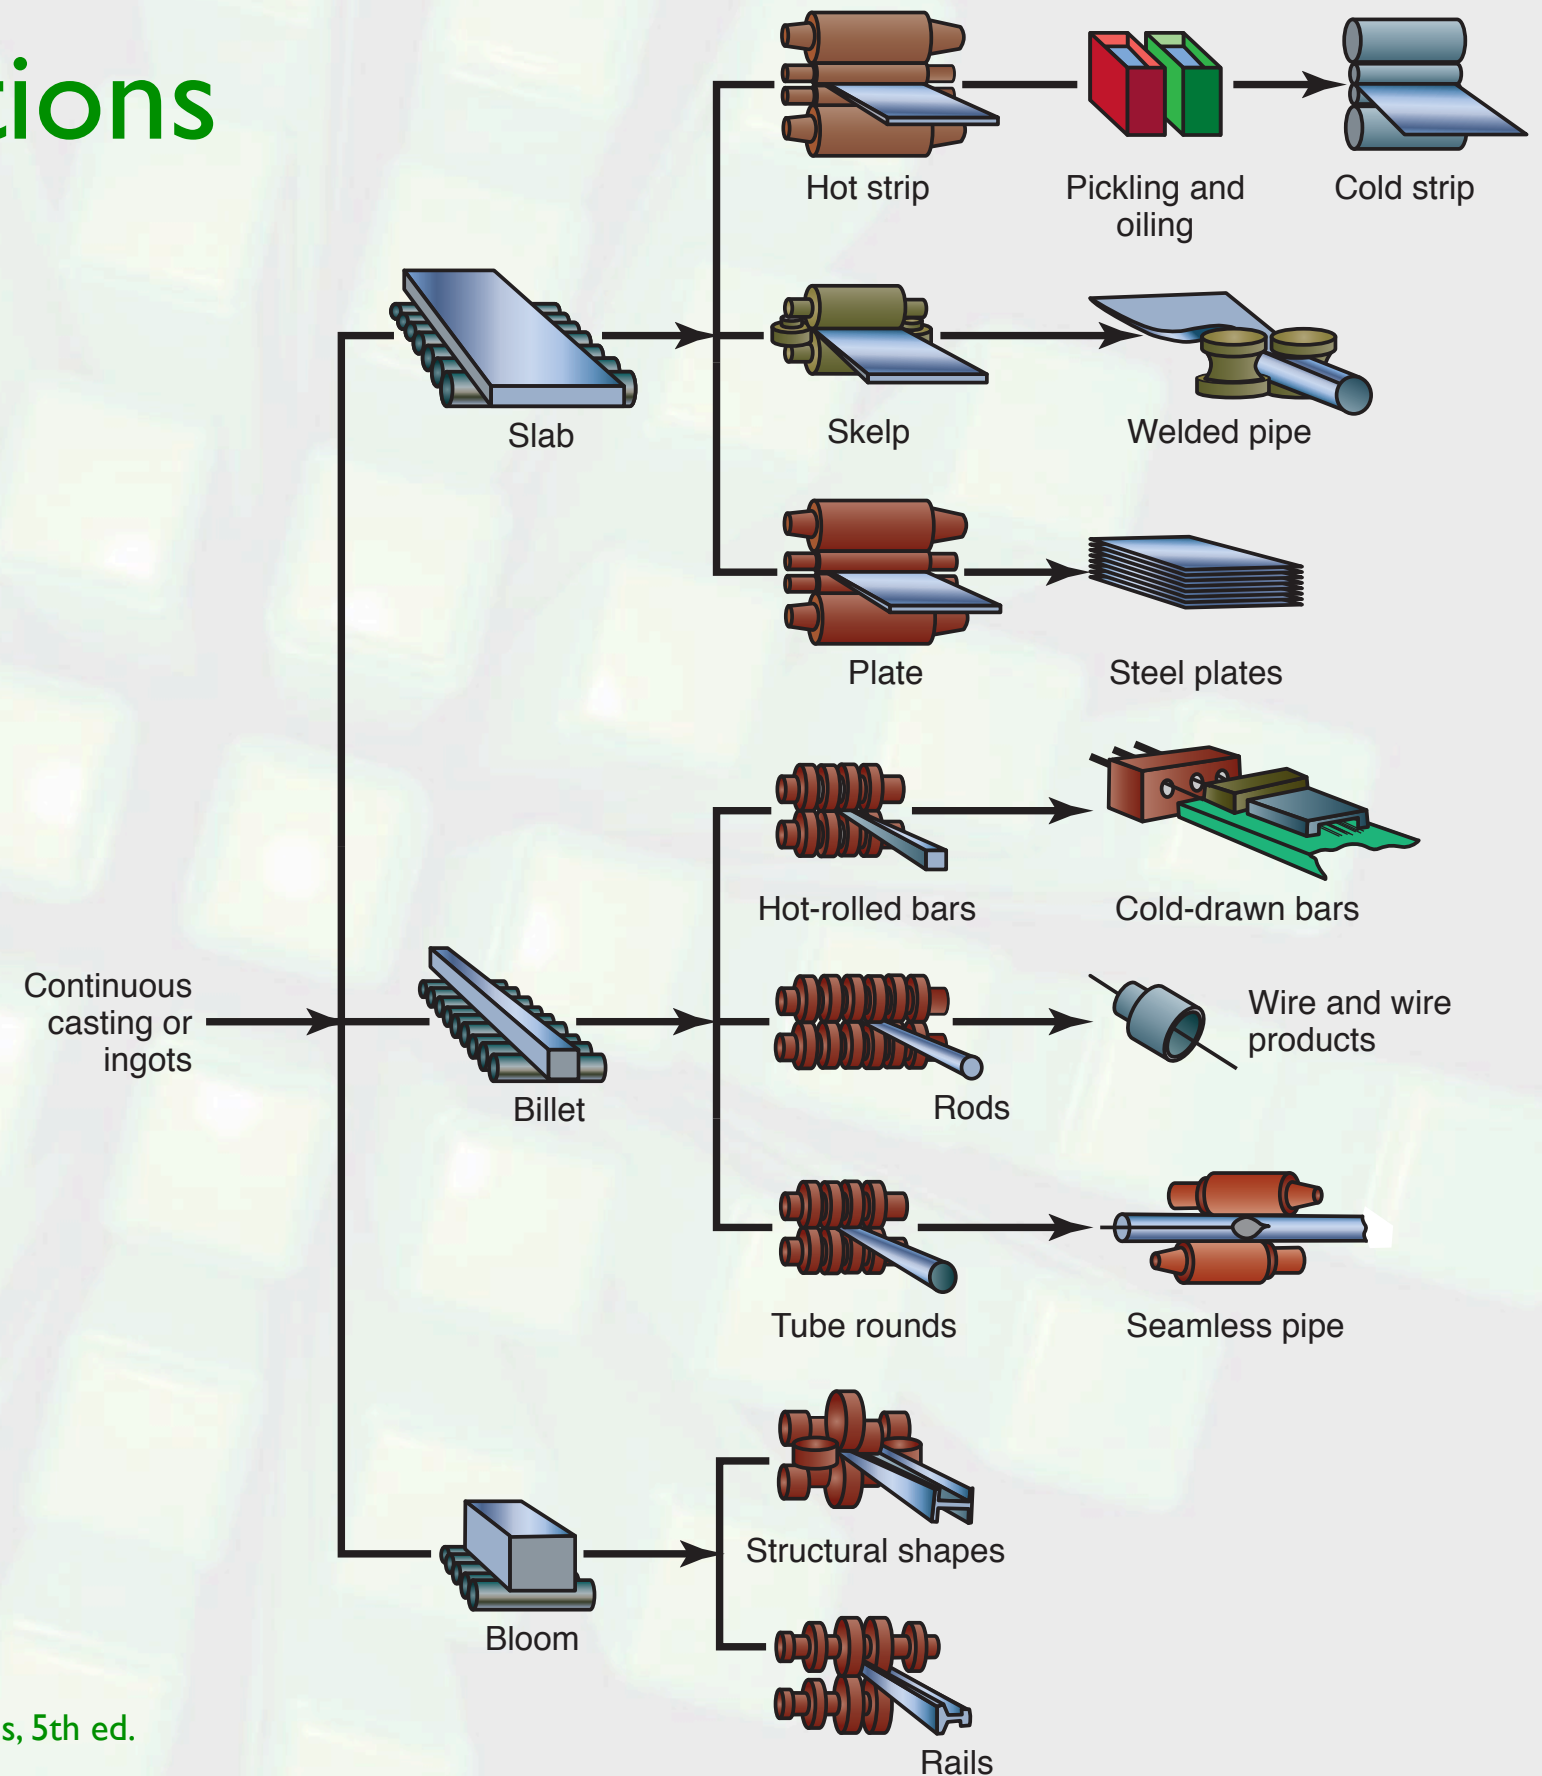 tions
Hot strip
Pickling and
oiling
Cold strip
Slab
Skelp
Welded pipe
Plate
Steel plates
Hot-rolled bars
Cold-drawn bars
Continuous
casting or
ingots
Billet
Rods
Wire and wire
products
Tube rounds
Seamless pipe
Structural shapes
Bloom
Rails
s, 5th ed.